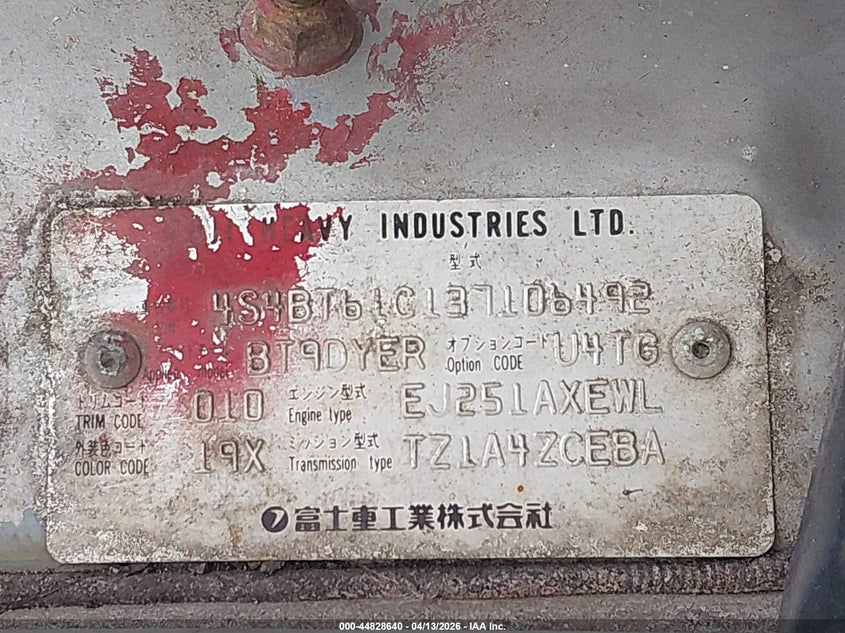 HEAVY INDUSTRIES LTD.
型式
4S4BT61C137106492
BT9DYER オプションコード Option CODE U4TG
トリムコード TRIM CODE 010 エンジン型式 Engine type EJ251AXEWL
外装色コード COLOR CODE 19X ミッション型式 Transmission type TZ1A4ZCEBA
富士重工業株式会社
000-44828640 - 04/13/2026 - IAA Inc.